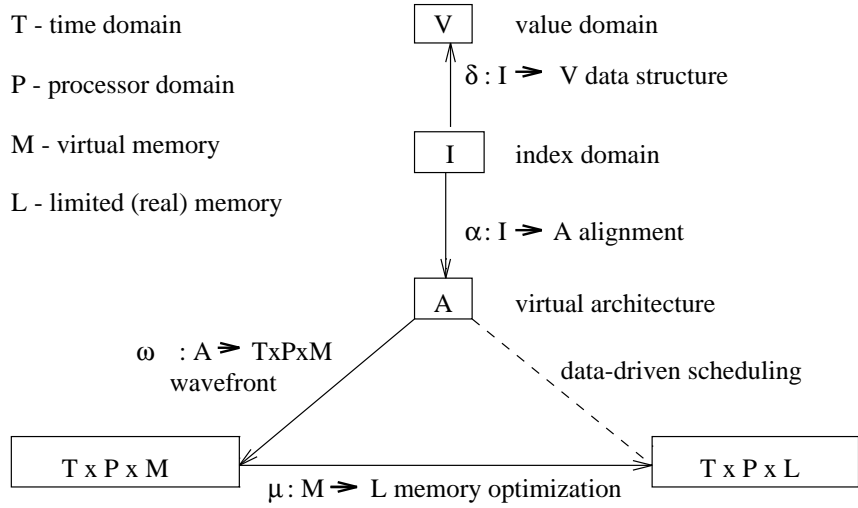 T - time domain
P - processor domain
M - virtual memory
L - limited (real) memory
V
value domain
δ : I → V data structure
I
index domain
α : I → A alignment
A
virtual architecture
ω : A → TxPxM
wavefront
data-driven scheduling
T x P x M
T x P x L
μ : M → L memory optimization